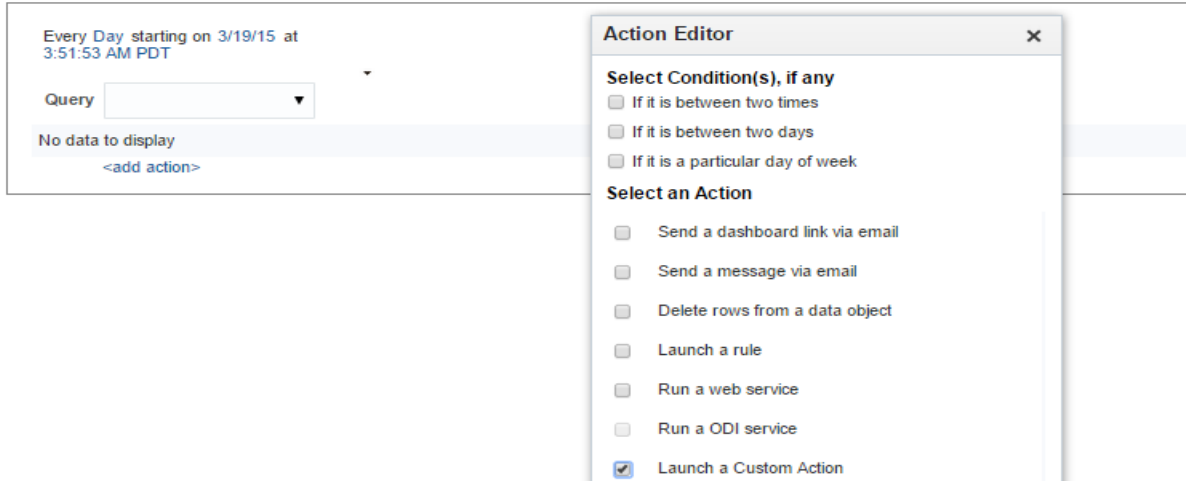 Every Day starting on 3/19/15 at
3:51:53 AM PDT
Query
No data to display
<add action>
Action Editor
Select Condition(s), if any
If it is between two times
If it is between two days
If it is a particular day of week
Select an Action
Send a dashboard link via email
Send a message via email
Delete rows from a data object
Launch a rule
Run a web service
Run a ODI service
Launch a Custom Action